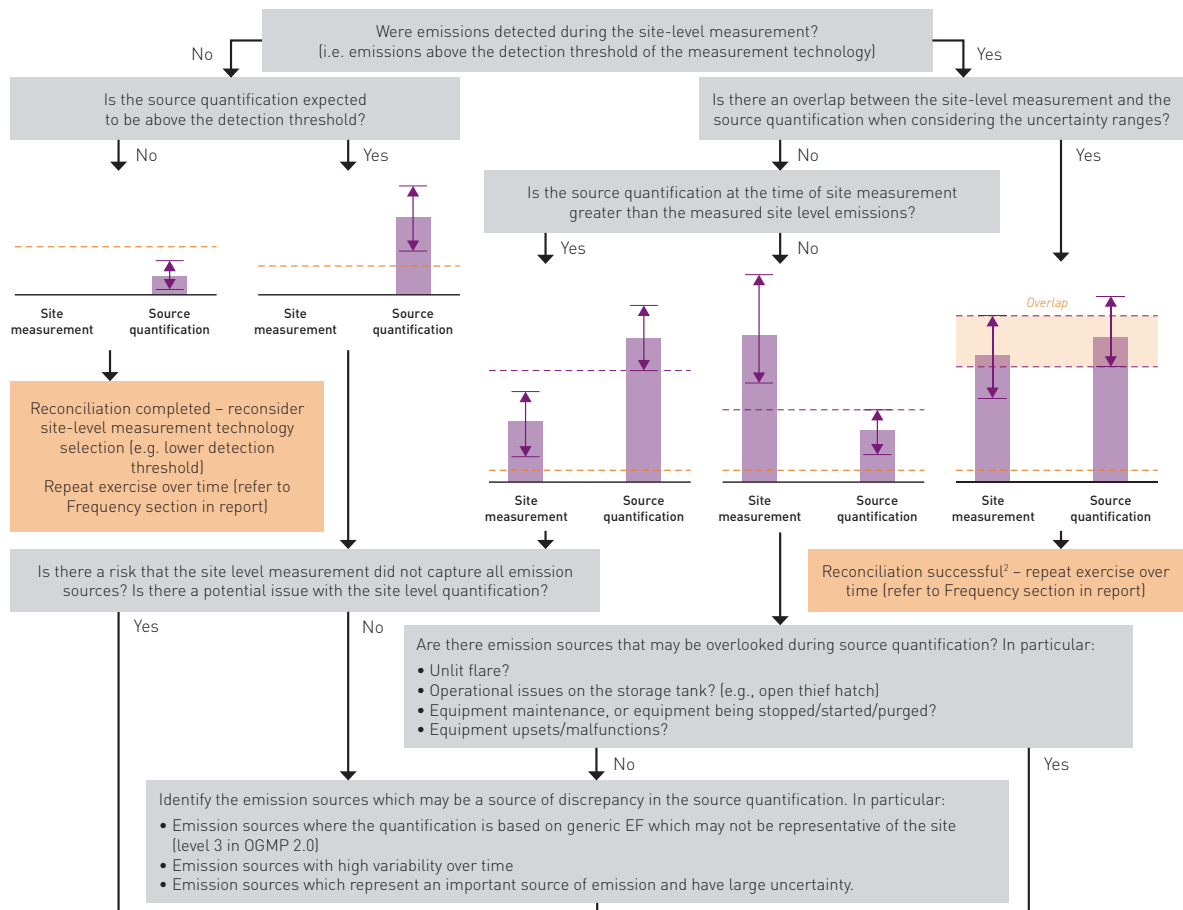 Were emissions detected during the site-level measurement?
(i.e. emissions above the detection threshold of the measurement technology)
No
Yes
Is the source quantification expected
to be above the detection threshold?
Is there an overlap between the site-level measurement and the
source quantification when considering the uncertainty ranges?
No
Yes
No
Yes
Is the source quantification at the time of site measurement
greater than the measured site level emissions?
Yes
No
Site
measurement
Source
quantification
Site
measurement
Source
quantification
Overlap
Site
measurement
Source
quantification
Site
measurement
Source
quantification
Site
measurement
Source
quantification
Reconciliation completed – reconsider
site-level measurement technology
selection (e.g. lower detection
threshold)
Repeat exercise over time (refer to
Frequency section in report)
Is there a risk that the site level measurement did not capture all emission
sources? Is there a potential issue with the site level quantification?
Reconciliation successful² – repeat exercise over
time (refer to Frequency section in report)
Yes
No
Are there emission sources that may be overlooked during source quantification? In particular:
• Unlit flare?
• Operational issues on the storage tank? (e.g., open thief hatch)
• Equipment maintenance, or equipment being stopped/started/purged?
• Equipment upsets/malfunctions?
No
Yes
Identify the emission sources which may be a source of discrepancy in the source quantification. In particular:
• Emission sources where the quantification is based on generic EF which may not be representative of the site
(level 3 in OGMP 2.0)
• Emission sources with high variability over time
• Emission sources which represent an important source of emission and have large uncertainty.